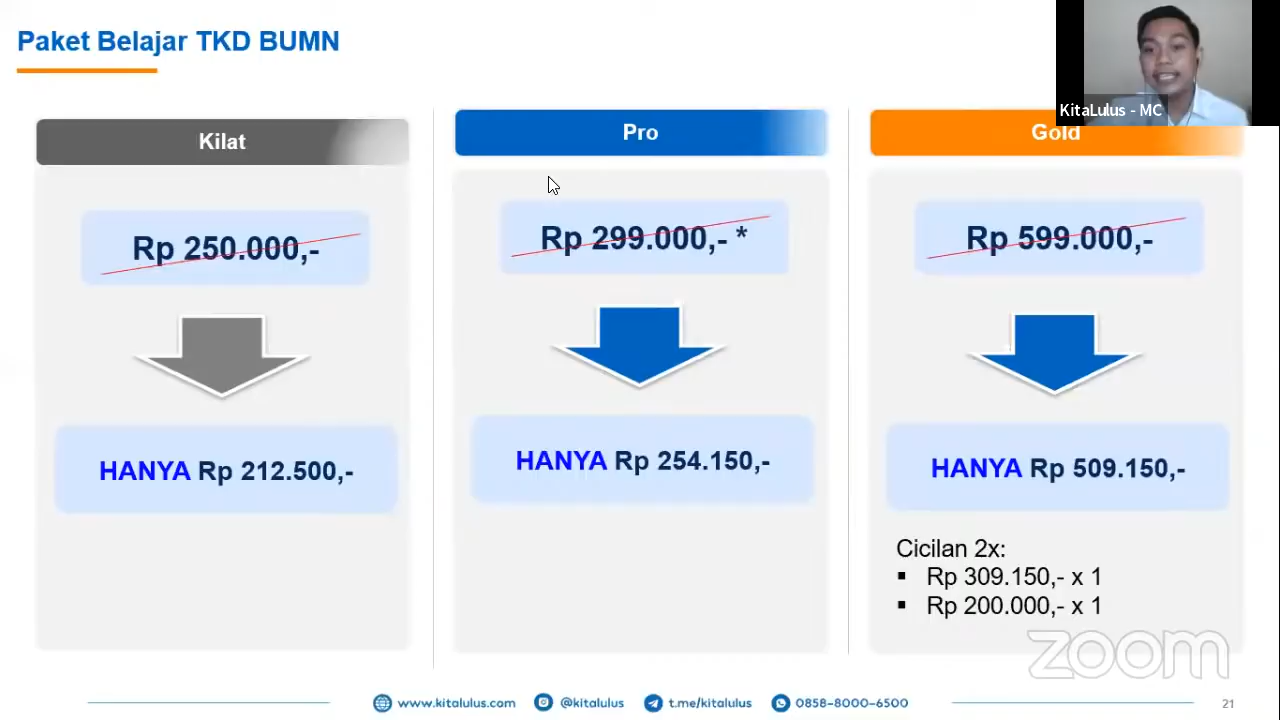 Paket Belajar TKD BUMN
KitaLulus - MC
Kilat
Rp 250.000,-
HANYA Rp 212.500,-
Pro
Rp 299.000,- *
HANYA Rp 254.150,-
Gold
Rp 599.000,-
HANYA Rp 509.150,-
Cicilan 2x:
▪ Rp 309.150,- x 1
▪ Rp 200.000,- x 1
zoom
www.kitalulus.com @kitalulus t.me/kitalulus 0858-8000-6500
21